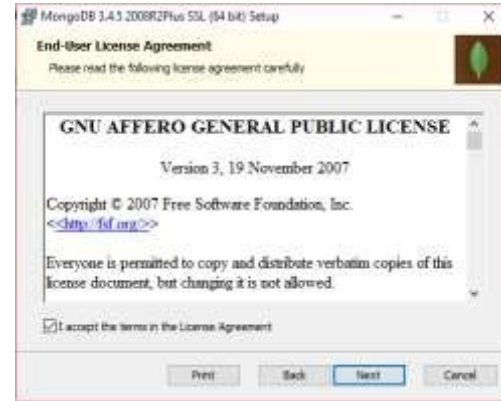 MongoDB 3.4.5 2008R2Plus SSL (64 bit) Setup
End-User License Agreement
Please read the following license agreement carefully
GNU AFFERO GENERAL PUBLIC LICENSE
Version 3, 19 November 2007
Copyright © 2007 Free Software Foundation, Inc.
<<http://fsf.org/>>
Everyone is permitted to copy and distribute verbatim copies of this
license document, but changing it is not allowed.
I accept the terms in the License Agreement
Print Back Next Cancel